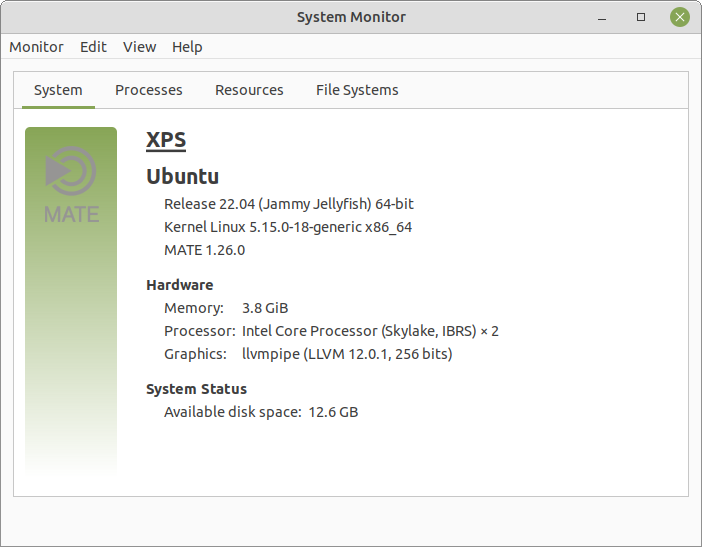 System Monitor
Monitor Edit View Help
System Processes Resources File Systems
MATE
XPS
Ubuntu
Release 22.04 (Jammy Jellyfish) 64-bit
Kernel Linux 5.15.0-18-generic x86_64
MATE 1.26.0
Hardware
Memory: 3.8 GiB
Processor: Intel Core Processor (Skylake, IBRS) × 2
Graphics: llvmpipe (LLVM 12.0.1, 256 bits)
System Status
Available disk space: 12.6 GB